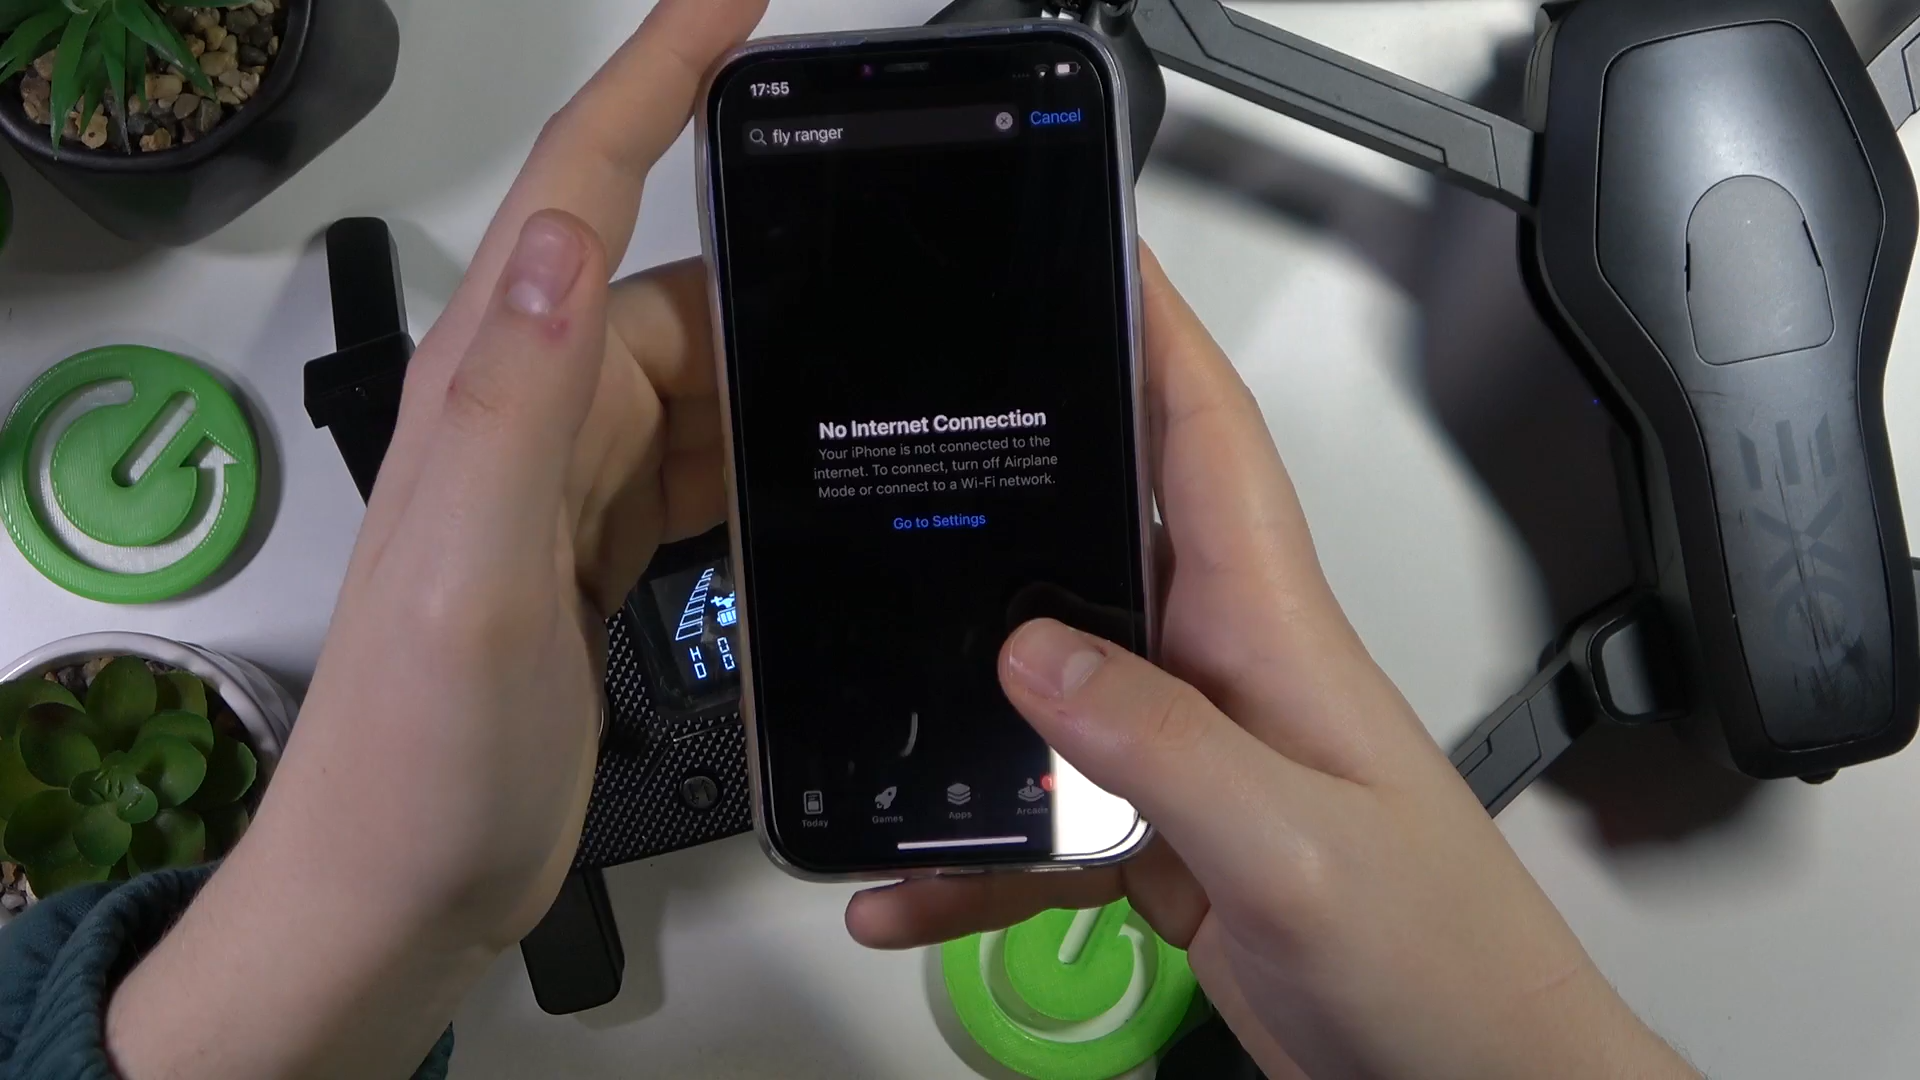 17:55
fly ranger
Cancel
No Internet Connection
Your iPhone is not connected to the
internet. To connect, turn off Airplane
Mode or connect to a Wi-Fi network.
Go to Settings
Today
Games
Apps
Arcade
H
D